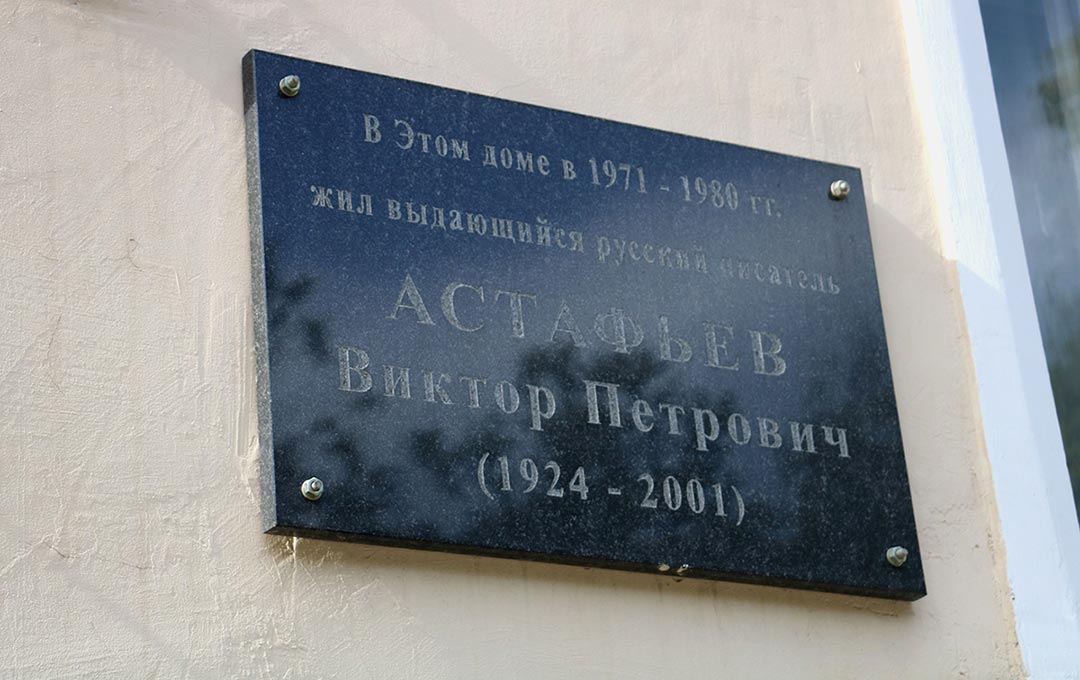 В Этом доме в 1971 - 1980 гг.
жил выдающийся русский писатель
АСТАФЬЕВ
Виктор Петрович
(1924 - 2001)